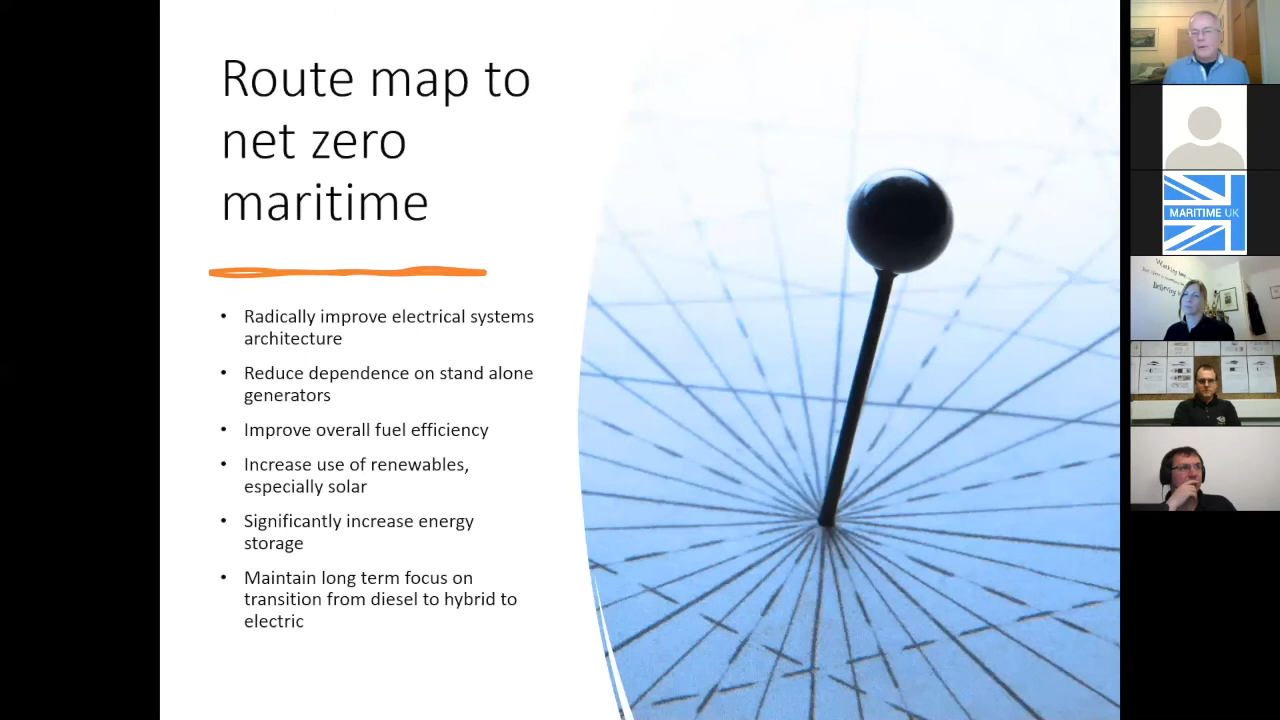 Route map to
net zero
maritime
• Radically improve electrical systems
architecture
• Reduce dependence on stand alone
generators
• Improve overall fuel efficiency
• Increase use of renewables,
especially solar
• Significantly increase energy
storage
• Maintain long term focus on
transition from diesel to hybrid to
electric
MARITIME UK
Working
Believing